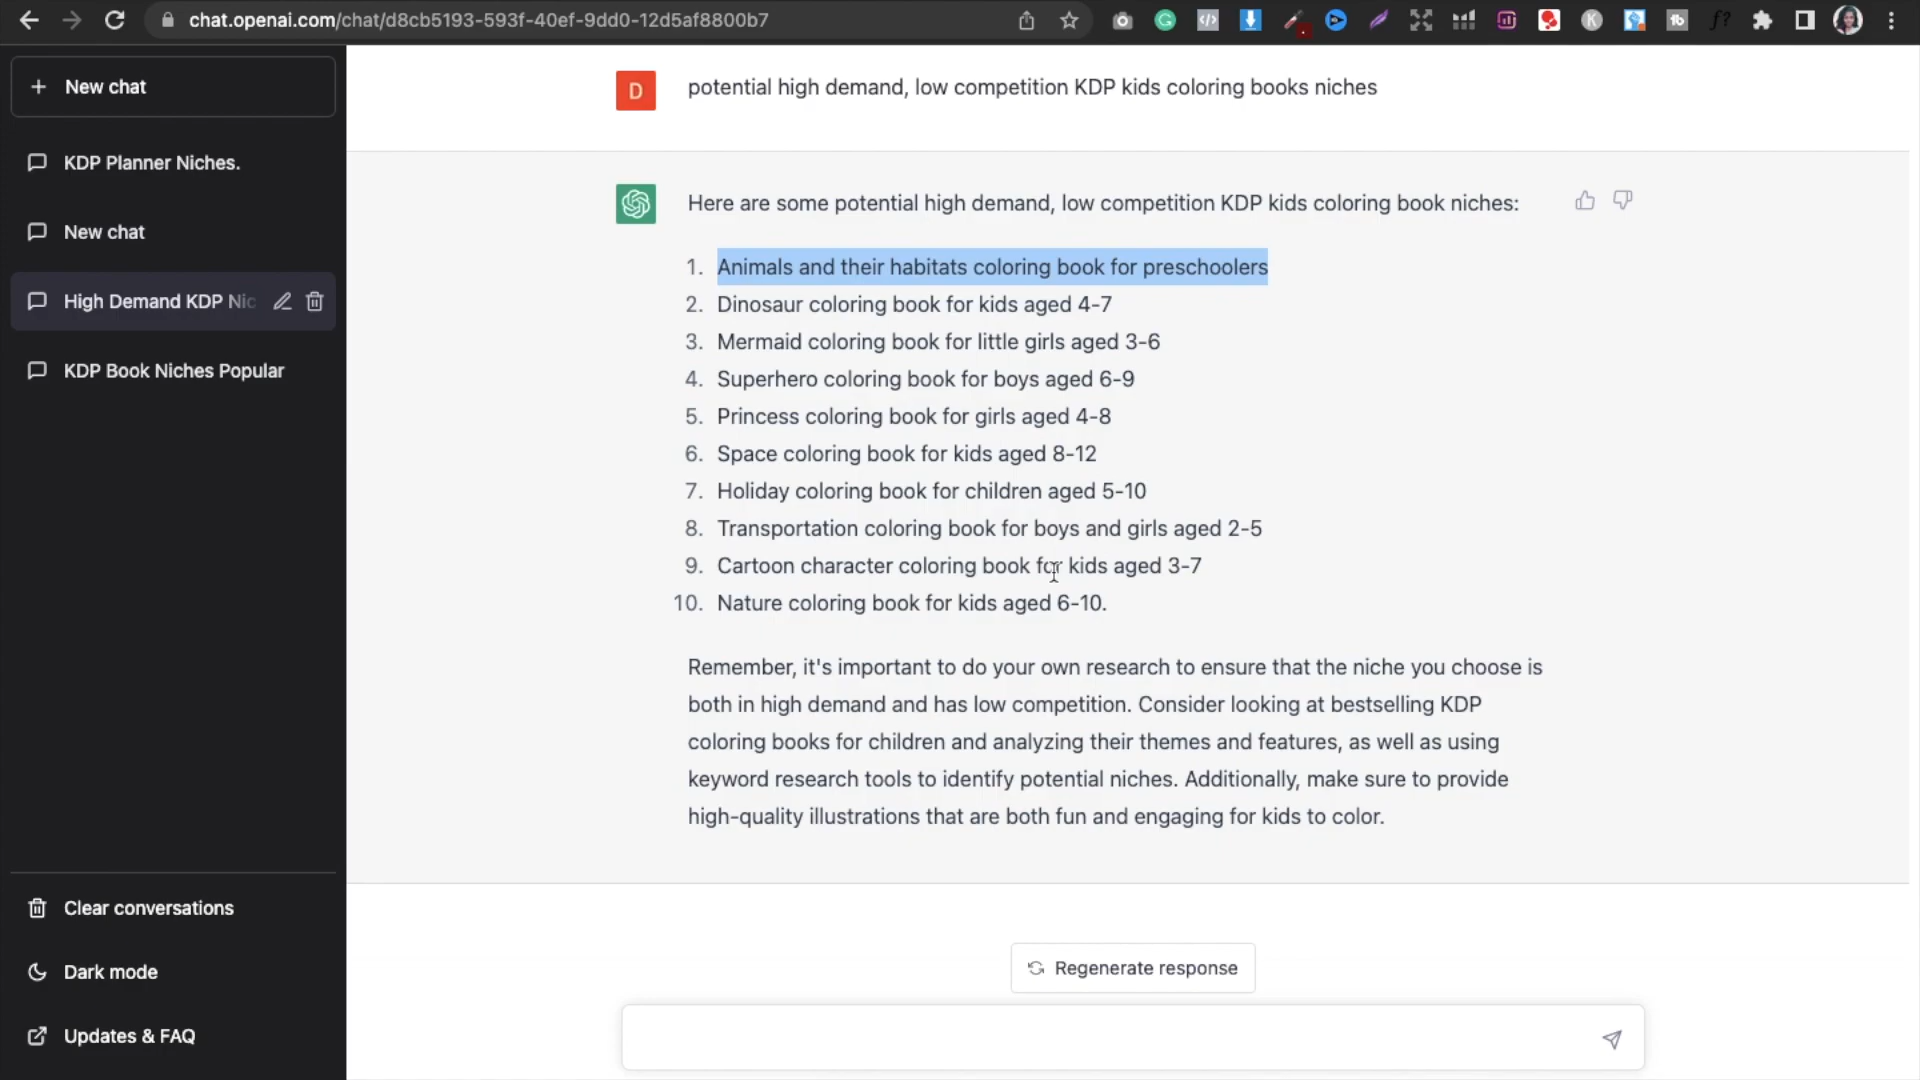 chat.openai.com/chat/d8cb5193-593f-40ef-9dd0-12d5af8800b7
New chat
KDP Planner Niches.
New chat
High Demand KDP Nic
KDP Book Niches Popular
Clear conversations
Dark mode
Updates & FAQ
D
potential high demand, low competition KDP kids coloring books niches
Here are some potential high demand, low competition KDP kids coloring book niches:
1. Animals and their habitats coloring book for preschoolers
2. Dinosaur coloring book for kids aged 4-7
3. Mermaid coloring book for little girls aged 3-6
4. Superhero coloring book for boys aged 6-9
5. Princess coloring book for girls aged 4-8
6. Space coloring book for kids aged 8-12
7. Holiday coloring book for children aged 5-10
8. Transportation coloring book for boys and girls aged 2-5
9. Cartoon character coloring book for kids aged 3-7
10. Nature coloring book for kids aged 6-10.
Remember, it's important to do your own research to ensure that the niche you choose is
both in high demand and has low competition. Consider looking at bestselling KDP
coloring books for children and analyzing their themes and features, as well as using
keyword research tools to identify potential niches. Additionally, make sure to provide
high-quality illustrations that are both fun and engaging for kids to color.
Regenerate response